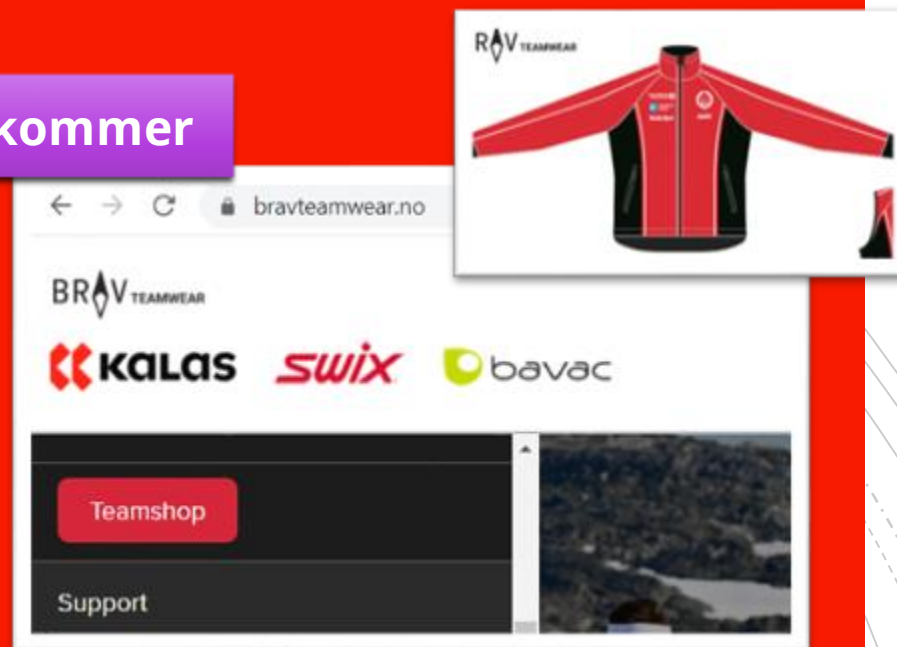 kommer
RAV TEAMWEAR
bravteamwear.no
BRAV TEAMWEAR
KALAS swix bavac
Teamshop
Support